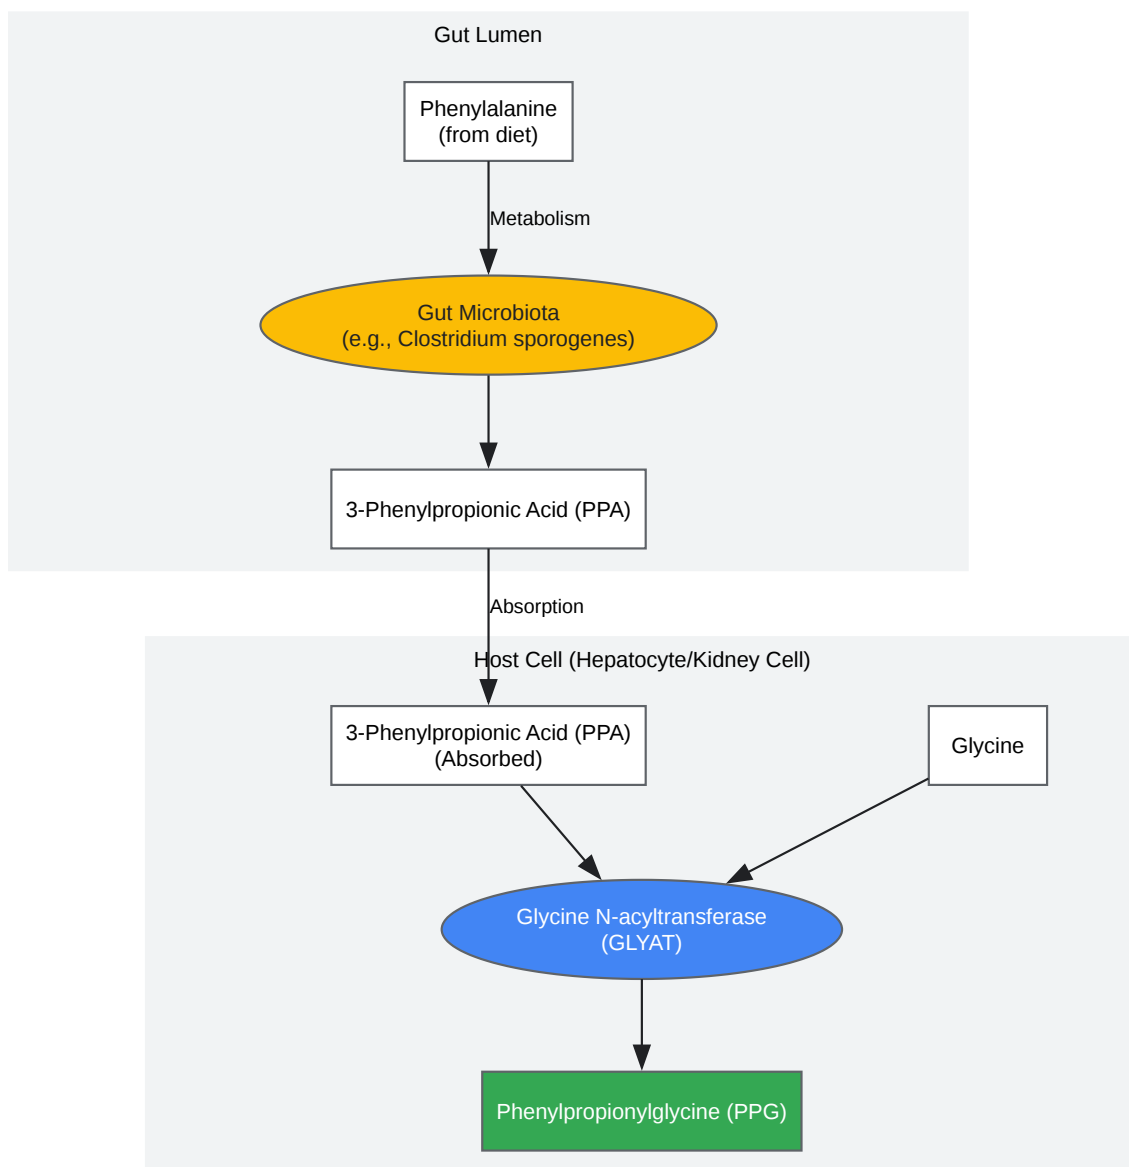 Gut Lumen
Phenylalanine
(from diet)
Metabolism
Gut Microbiota
(e.g., Clostridium sporogenes)
3-Phenylpropionic Acid (PPA)
Absorption
Host Cell (Hepatocyte/Kidney Cell)
3-Phenylpropionic Acid (PPA)
(Absorbed)
Glycine
Glycine N-acyltransferase
(GLYAT)
Phenylpropionylglycine (PPG)